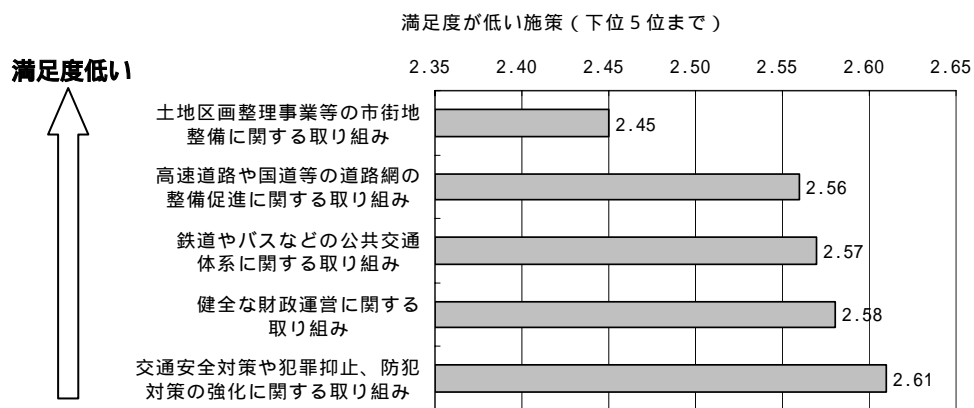 満足度が低い施策（下位５位まで）
満足度低い
2.35 2.40 2.45 2.50 2.55 2.60 2.65
土地区画整理事業等の市街地
整備に関する取り組み
2.45
高速道路や国道等の道路網の
整備促進に関する取り組み
2.56
鉄道やバスなどの公共交通
体系に関する取り組み
2.57
健全な財政運営に関する
取り組み
2.58
交通安全対策や犯罪抑止、防犯
対策の強化に関する取り組み
2.61